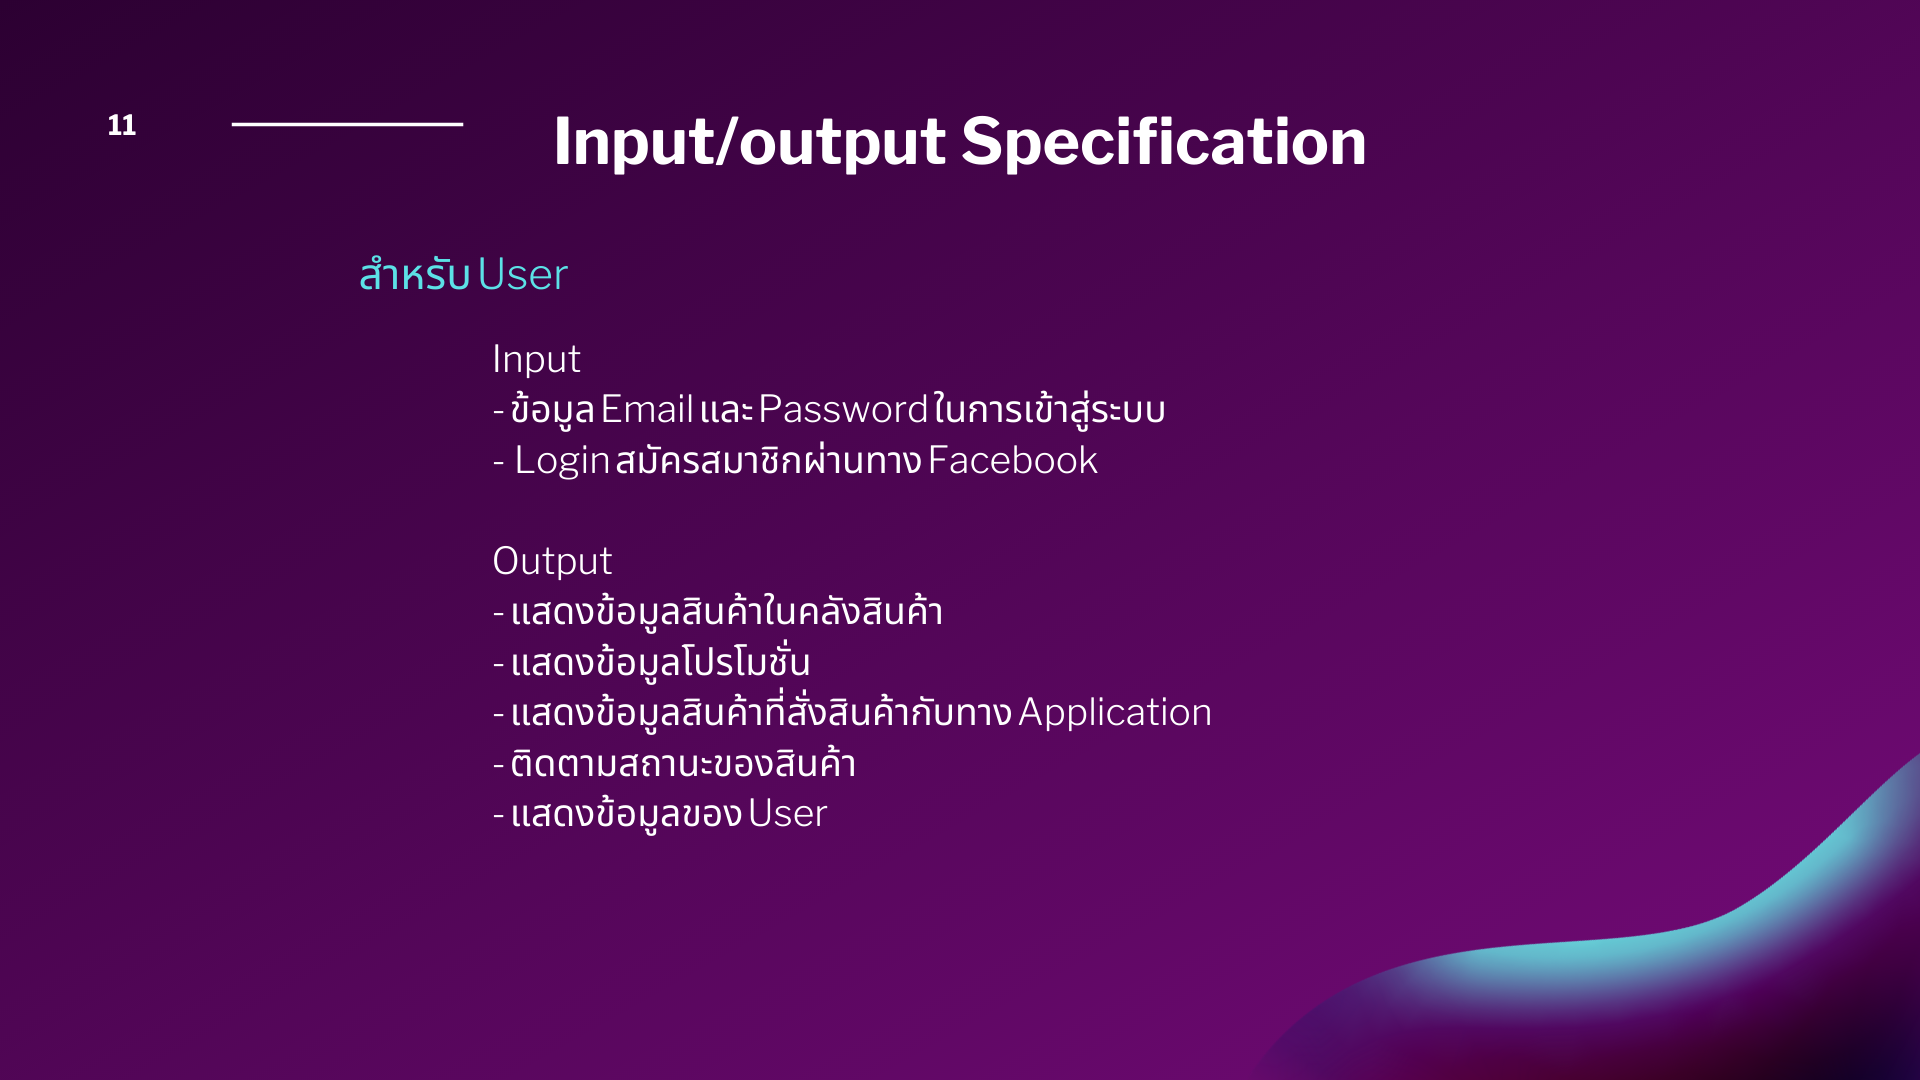 11
Input/output Specification
สำหรับ User
Input
- ข้อมูล Email และ Password ในการเข้าสู่ระบบ
- Login สมัครสมาชิกผ่านทาง Facebook
Output
- แสดงข้อมูลสินค้าในคลังสินค้า
- แสดงข้อมูลโปรโมชั่น
- แสดงข้อมูลสินค้าที่สั่งสินค้ากับทาง Application
- ติดตามสถานะของสินค้า
- แสดงข้อมูลของ User